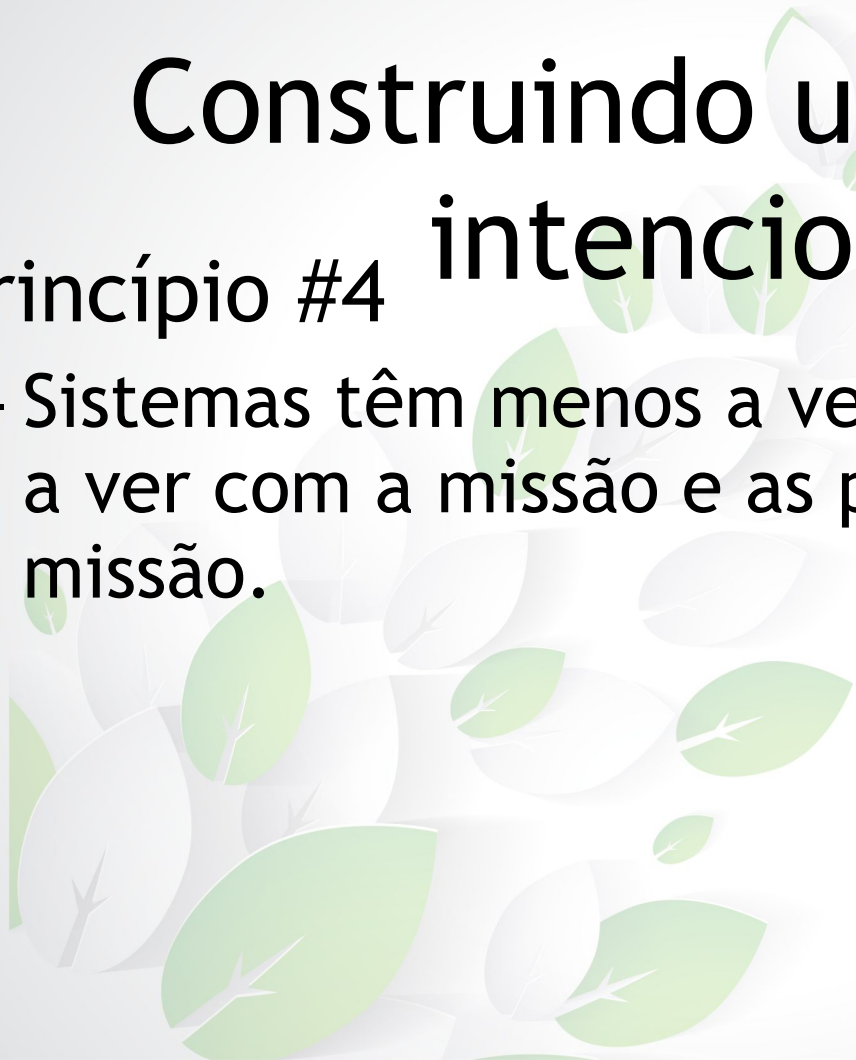 Construindo u
intencio
rincípio #4
- Sistemas têm menos a ve
a ver com a missão e as p
missão.